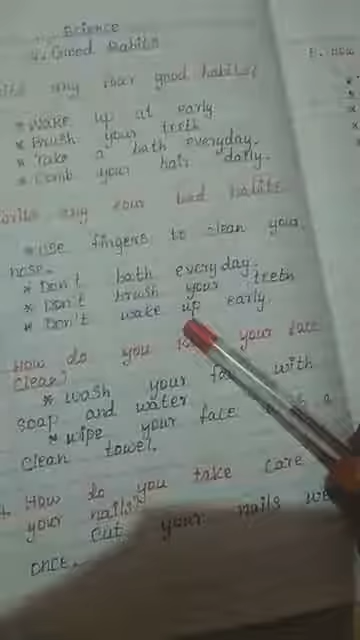 Science
4. Good Habits
any four good habits?
* Wake up at early
* Brush your teeth
* Take a bath everyday.
* Comb your hair daily.
any four bad habits
* use fingers to clean your
nose.
* Don't bath everyday.
* Don't brush your teeth
* Don't wake up early.
How do you your face
clean?
* wash your with
soap and water
* wipe your face a
clean towel.
How do you take care
your nails?
cut your nails
once.